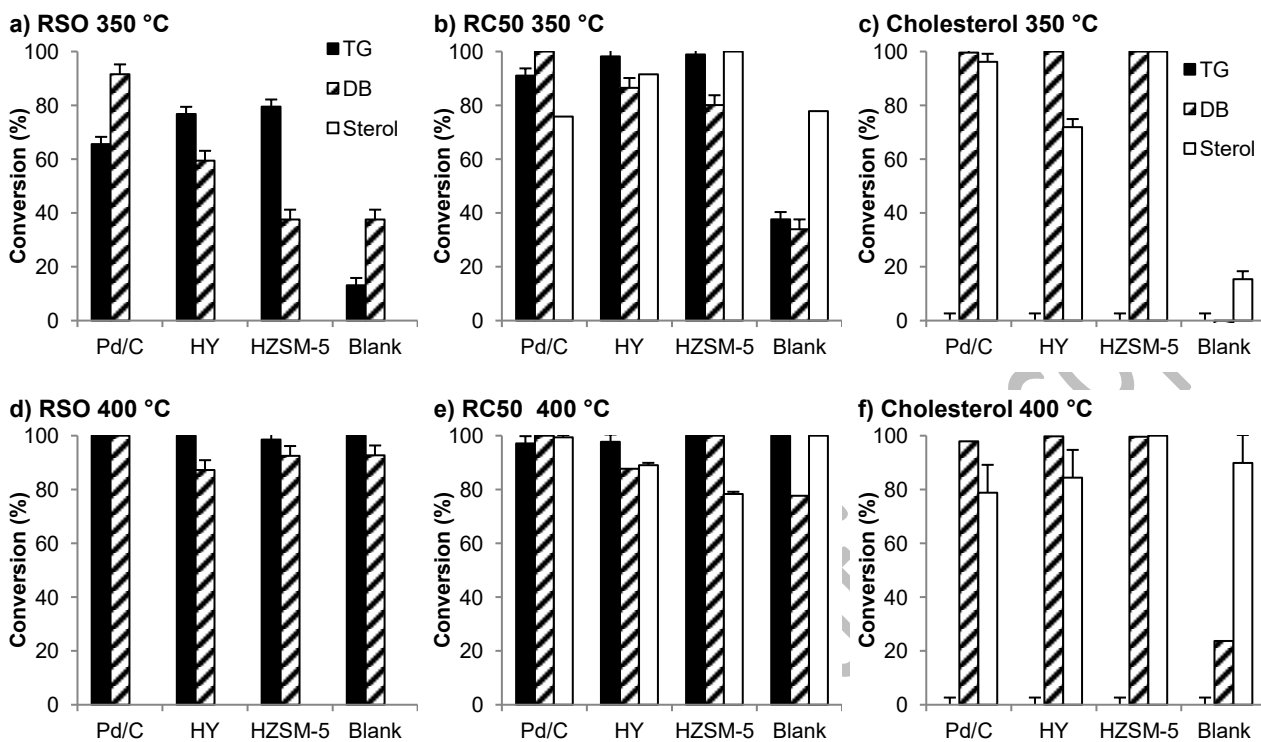 a) RSO 350 °C
b) RC50 350 °C
c) Cholesterol 350 °C
TG
DB
Sterol
TG
DB
Sterol
Conversion (%)
100
80
60
40
20
0
Pd/C HY HZSM-5 Blank
Conversion (%)
100
80
60
40
20
0
Pd/C HY HZSM-5 Blank
Conversion (%)
100
80
60
40
20
0
Pd/C HY HZSM-5 Blank
d) RSO 400 °C
e) RC50 400 °C
f) Cholesterol 400 °C
Conversion (%)
100
80
60
40
20
0
Pd/C HY HZSM-5 Blank
Conversion (%)
100
80
60
40
20
0
Pd/C HY HZSM-5 Blank
Conversion (%)
100
80
60
40
20
0
Pd/C HY HZSM-5 Blank